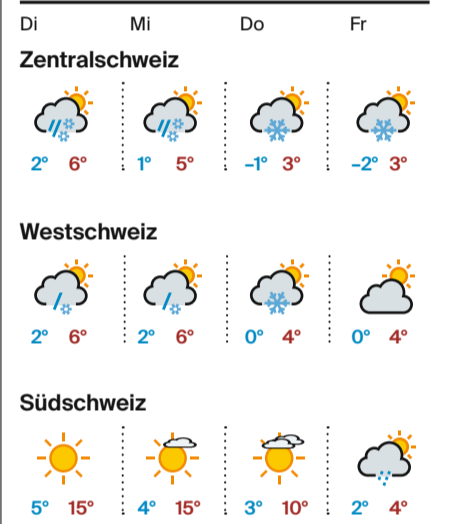 Di Mi Do Fr
Zentralschweiz
2° 6° 1° 5° –1° 3° –2° 3°
Westschweiz
2° 6° 2° 6° 0° 4° 0° 4°
Südschweiz
5° 15° 4° 15° 3° 10° 2° 4°